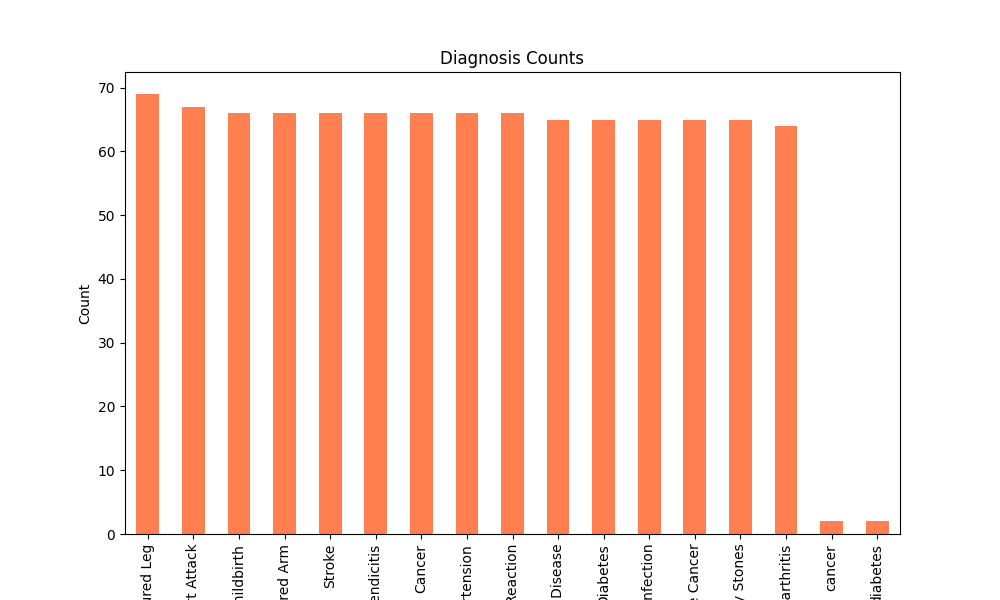 Diagnosis Counts
Count
70
60
50
40
30
20
10
0
ured Leg
t Attack
hildbirth
red Arm
Stroke
endicitis
Cancer
rtension
Reaction
Disease
Diabetes
nfection
e Cancer
y Stones
arthritis
cancer
diabetes